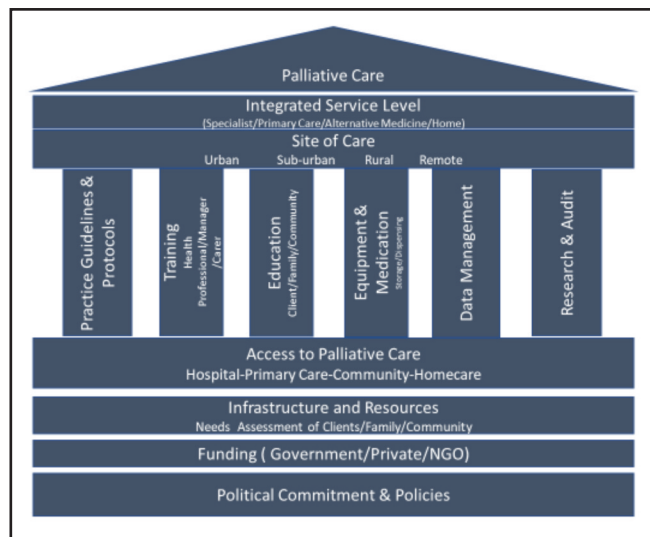 Palliative Care
Integrated Service Level
(Specialist/Primary Care/Alternative Medicine/Home)
Site of Care
Urban Sub-urban Rural Remote
Practice Guidelines &
Protocols
Training
Health
Professional/Manager
/Carer
Education
Client/Family/Community
Equipment &
Medication
Storage/Dispensing
Data Management
Research & Audit
Access to Palliative Care
Hospital-Primary Care-Community-Homecare
Infrastructure and Resources
Needs Assessment of Clients/Family/Community
Funding ( Government/Private/NGO)
Political Commitment & Policies